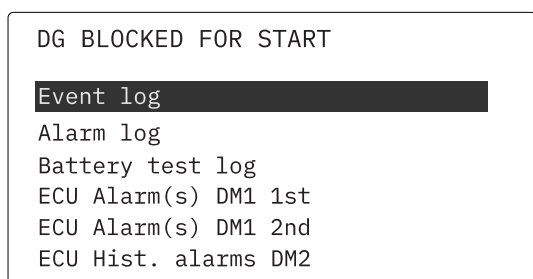 DG BLOCKED FOR START
Event log
Alarm log
Battery test log
ECU Alarm(s) DM1 1st
ECU Alarm(s) DM1 2nd
ECU Hist. alarms DM2